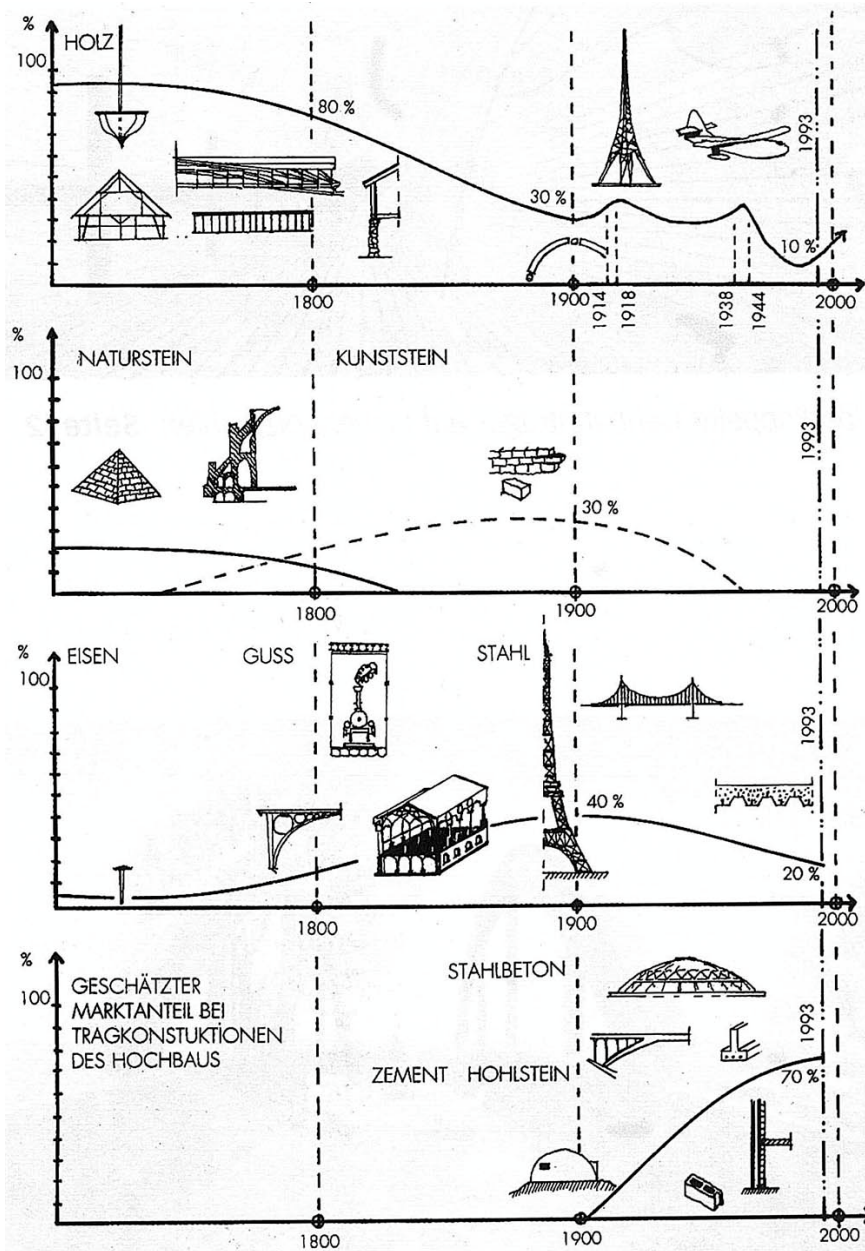 %
100
HOLZ
80 %
30 %
10 %
1993
1800
1900
1914
1918
1938
1944
2000
%
100
NATURSTEIN
KUNSTSTEIN
30 %
1993
1800
1900
2000
%
100
EISEN
GUSS
STAHL
40 %
20 %
1993
1800
1900
2000
%
100
GESCHÄTZTER
MARKTANTEIL BEI
TRAGKONSTUKTIONEN
DES HOCHBAUS
STAHLBETON
ZEMENT HOHLSTEIN
70 %
1993
1800
1900
2000